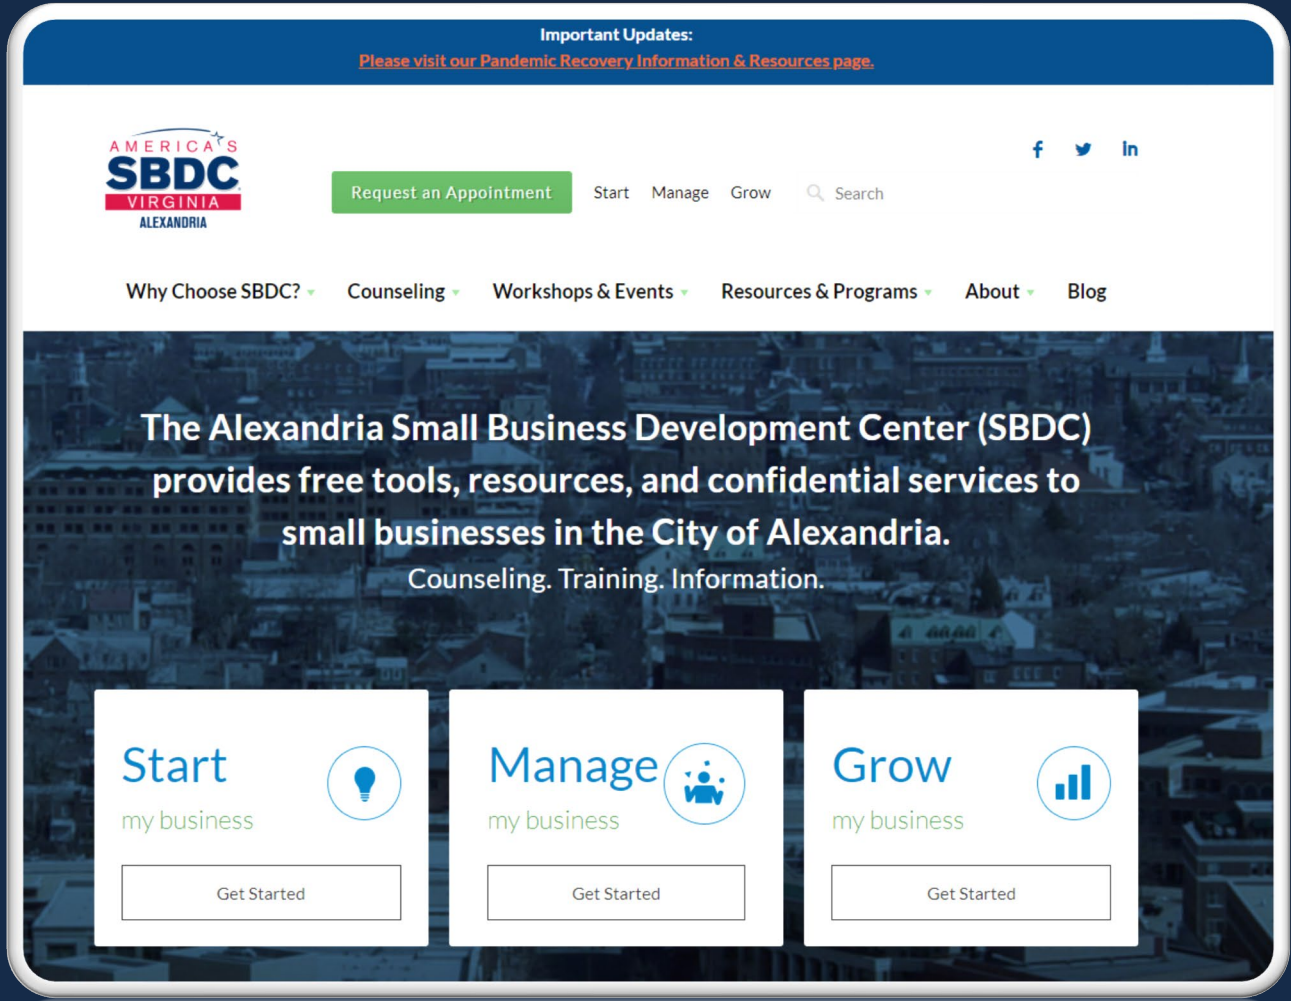 Important Updates:
Please visit our Pandemic Recovery Information & Resources page.
AMERICA'S
SBDC
VIRGINIA
ALEXANDRIA
Request an Appointment
Start
Manage
Grow
Search
Why Choose SBDC?
Counseling
Workshops & Events
Resources & Programs
About
Blog
The Alexandria Small Business Development Center (SBDC)
provides free tools, resources, and confidential services to
small businesses in the City of Alexandria.
Counseling. Training. Information.
Start
my business
Get Started
Manage
my business
Get Started
Grow
my business
Get Started